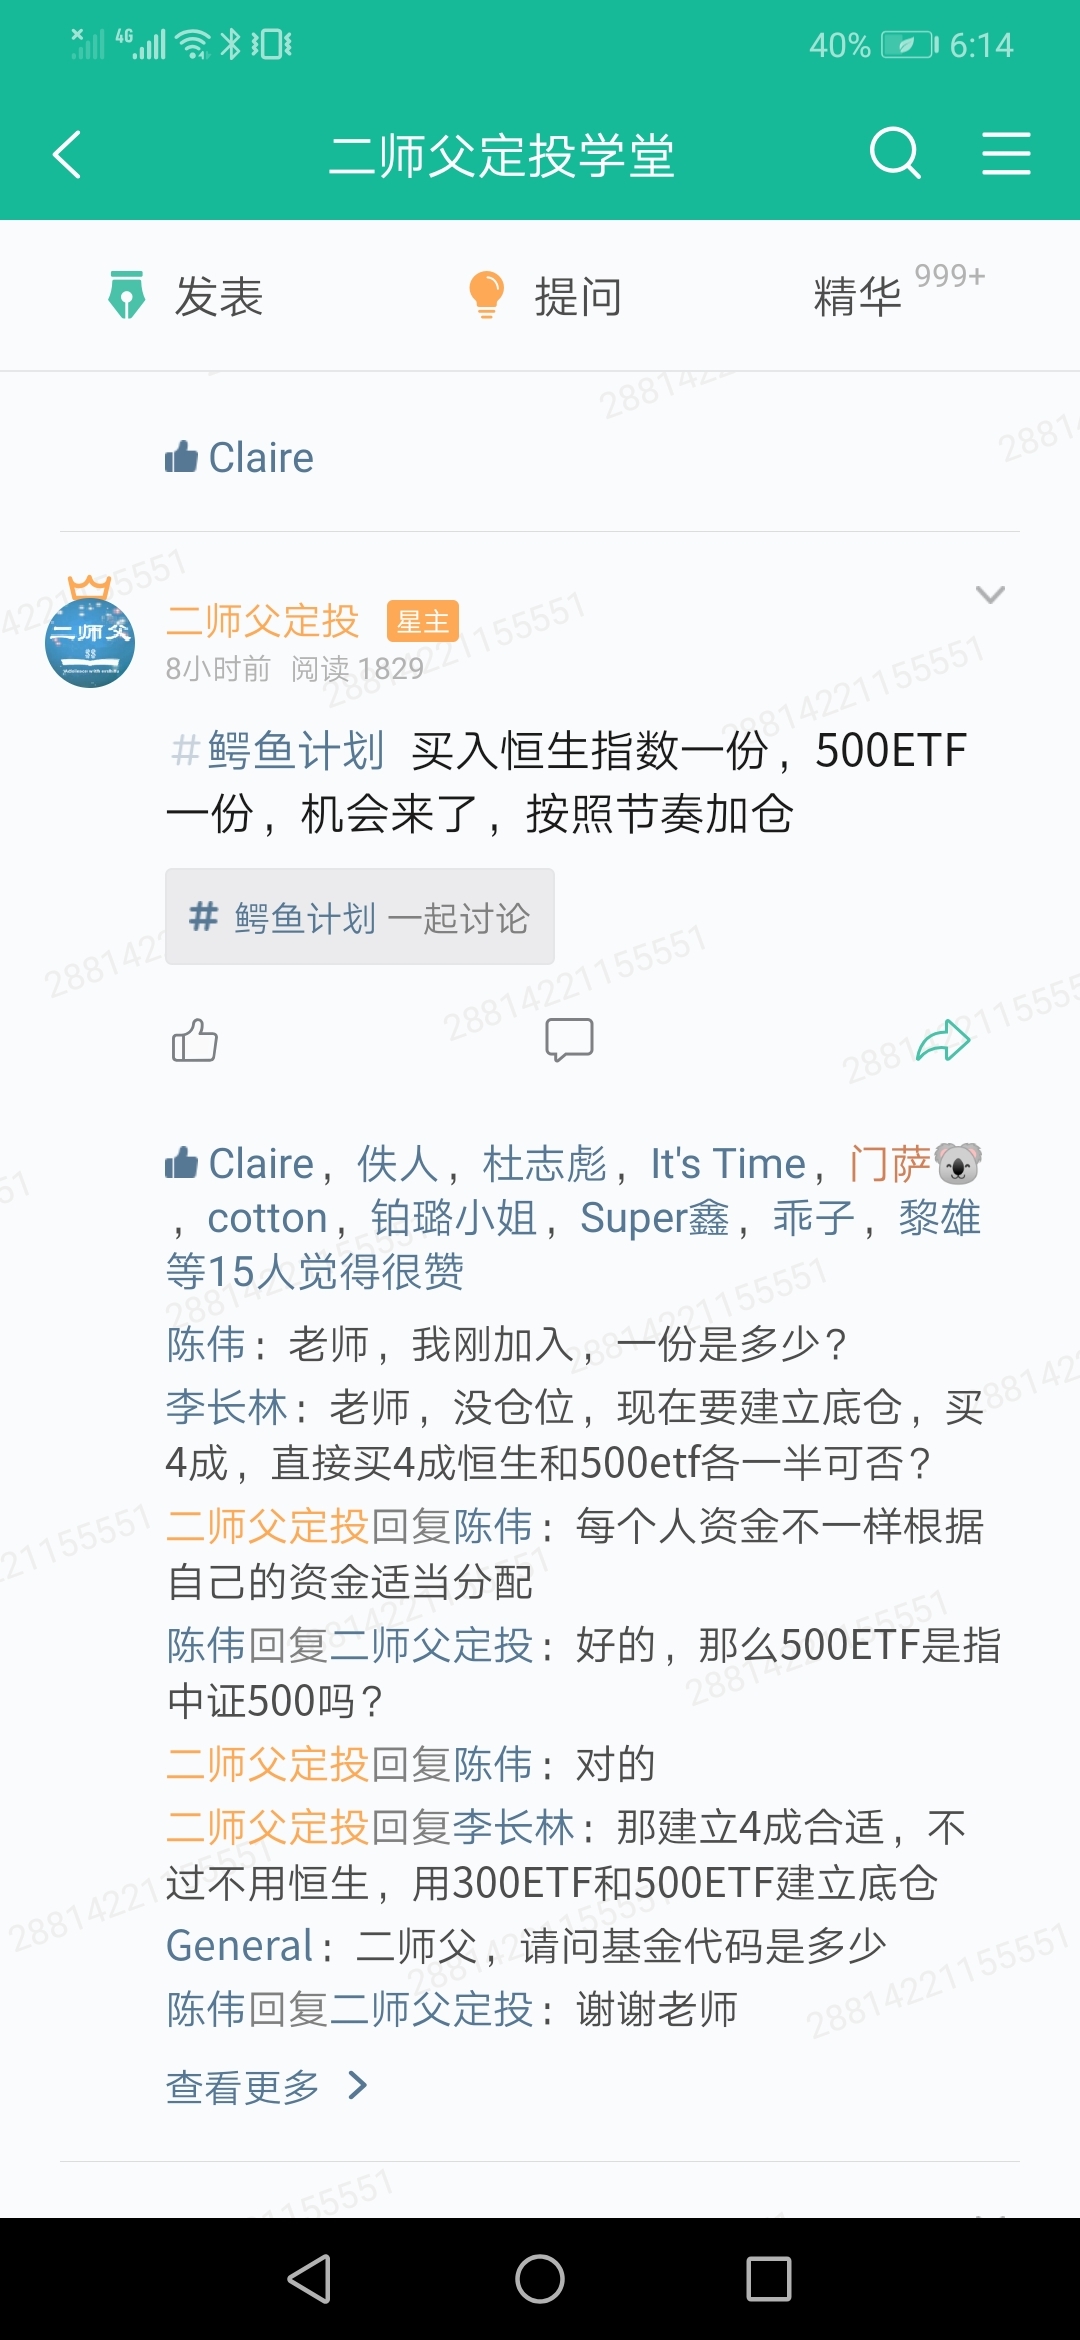 4G 40% 6:14
二师父定投学堂
发表 提问 精华 999+
Claire
二师父定投 星主
8小时前 阅读 1829
#鳄鱼计划 买入恒生指数一份，500ETF
一份，机会来了，按照节奏加仓
# 鳄鱼计划 一起讨论
Claire，佚人，杜志彪，It's Time，门萨🐨
，cotton，铂璐小姐，Super鑫，乖子，黎雄
等15人觉得很赞
陈伟：老师，我刚加入，一份是多少？
李长林：老师，没仓位，现在要建立底仓，买
4成，直接买4成恒生和500etf各一半可否？
二师父定投回复陈伟：每个人资金不一样根据
自己的资金适当分配
陈伟回复二师父定投：好的，那么500ETF是指
中证500吗？
二师父定投回复陈伟：对的
二师父定投回复李长林：那建立4成合适，不
过不用恒生，用300ETF和500ETF建立底仓
General：二师父，请问基金代码是多少
陈伟回复二师父定投：谢谢老师
查看更多
28814221155551